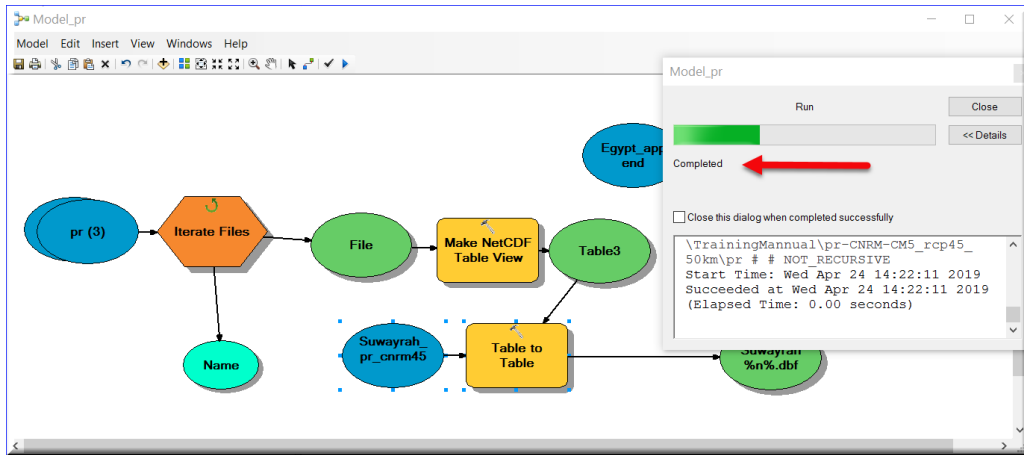 Model_pr
Model Edit Insert View Windows Help
Model_pr
Run
Close
<< Details
Completed
Close this dialog when completed successfully
\TrainingMannual\pr-CNRM-CM5_rcp45_
50km\pr # # NOT_RECURSIVE
Start Time: Wed Apr 24 14:22:11 2019
Succeeded at Wed Apr 24 14:22:11 2019
(Elapsed Time: 0.00 seconds)
Egypt_app
end
pr (3)
Iterate Files
File
Make NetCDF
Table View
Table3
Name
Suwayrah_
pr_cnrm45
Table to
Table
Suwayrah
%n%.dbf